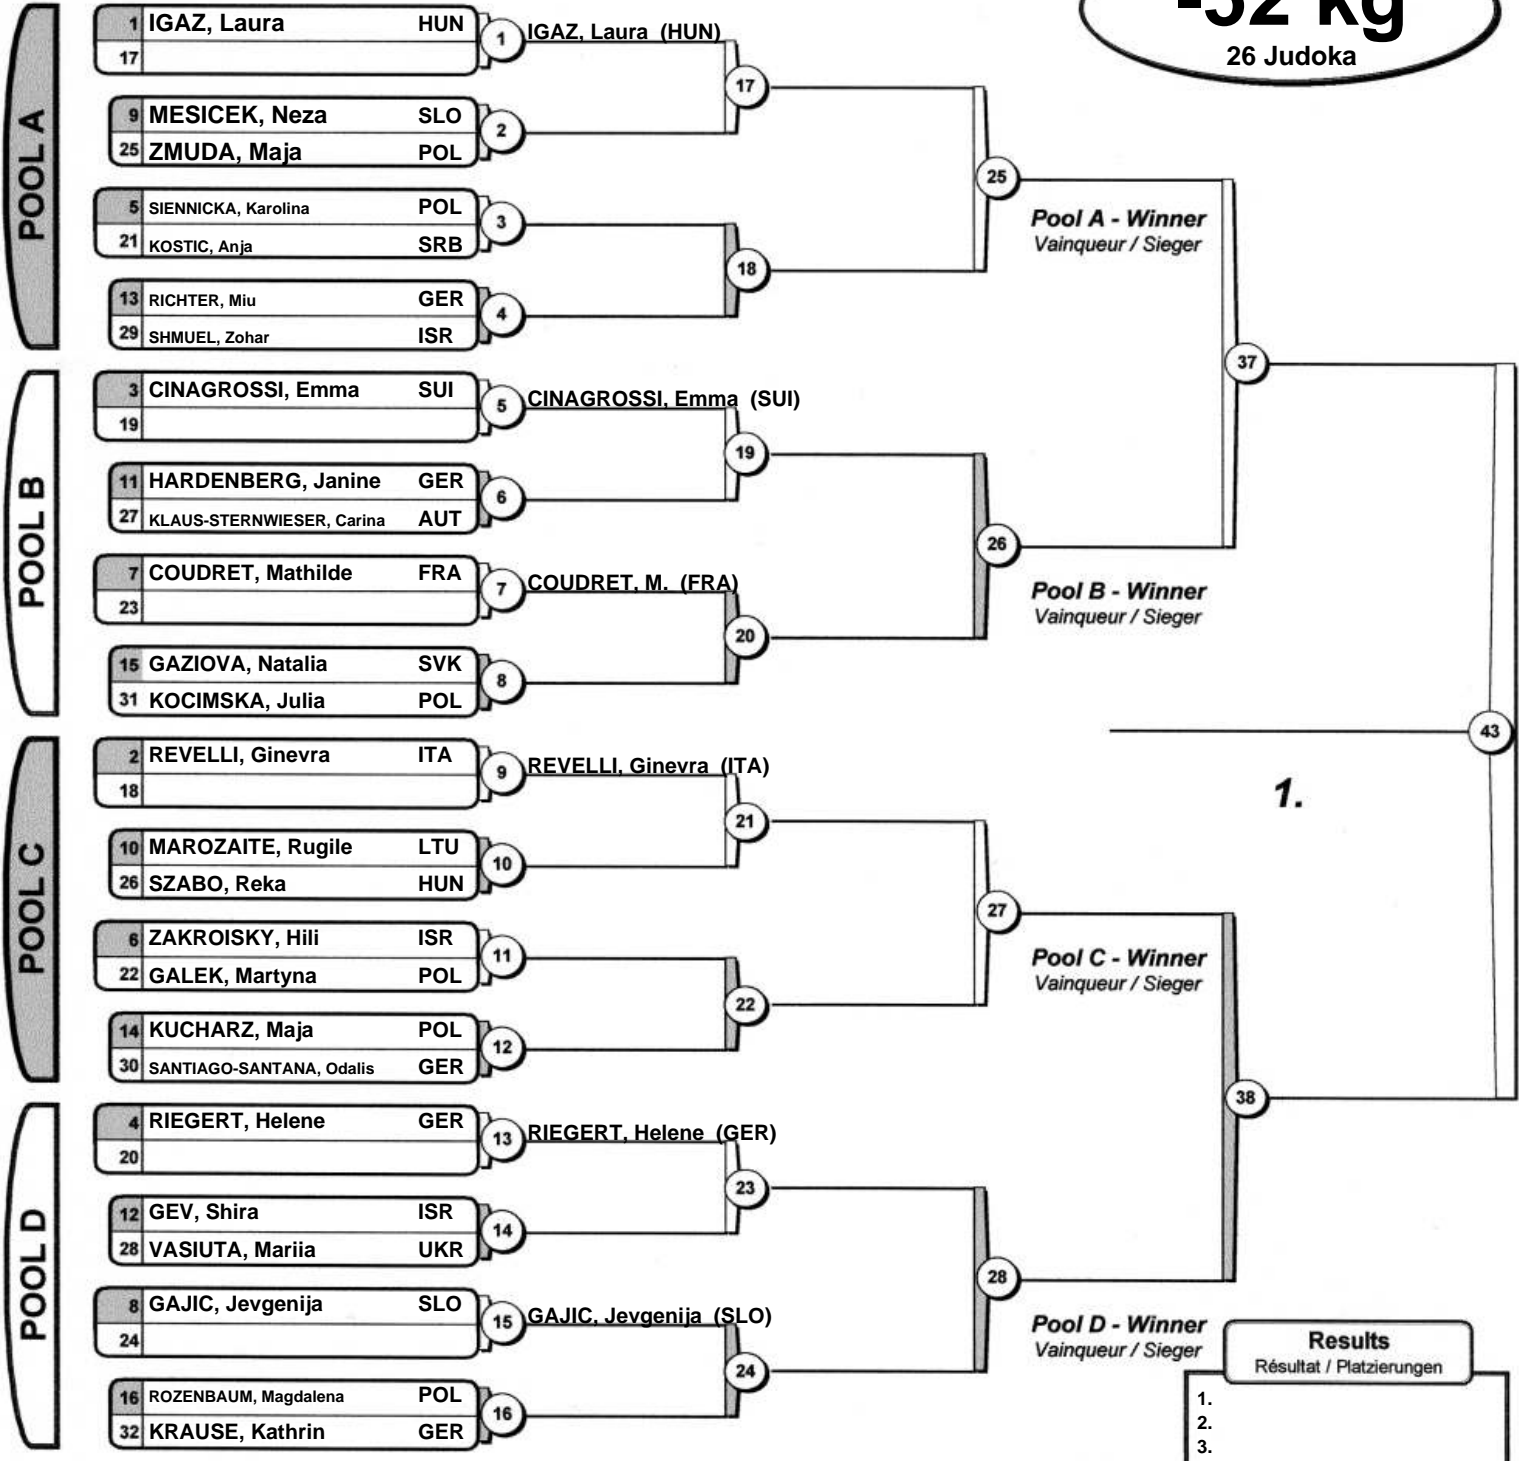 -52 kg
26 Judoka
POOL A
1 IGAZ, Laura HUN
17
1 IGAZ, Laura (HUN)
9 MESICEK, Neza SLO
25 ZMUDA, Maja POL
2
17
5 SIENNICKA, Karolina POL
21 KOSTIC, Anja SRB
3
13 RICHTER, Miu GER
29 SHMUEL, Zohar ISR
4
18
25
Pool A - Winner
Vainqueur / Sieger
POOL B
3 CINAGROSSI, Emma SUI
19
5 CINAGROSSI, Emma (SUI)
11 HARDENBERG, Janine GER
27 KLAUS-STERNWIESER, Carina AUT
6
19
7 COUDRET, Mathilde FRA
23
7 COUDRET, M. (FRA)
15 GAZIOVA, Natalia SVK
31 KOCIMSKA, Julia POL
8
20
26
Pool B - Winner
Vainqueur / Sieger
37
POOL C
2 REVELLI, Ginevra ITA
18
9 REVELLI, Ginevra (ITA)
10 MAROZAITE, Rugile LTU
26 SZABO, Reka HUN
10
21
6 ZAKROISKY, Hili ISR
22 GALEK, Martyna POL
11
14 KUCHARZ, Maja POL
30 SANTIAGO-SANTANA, Odalis GER
12
22
27
Pool C - Winner
Vainqueur / Sieger
43
1.
POOL D
4 RIEGERT, Helene GER
20
13 RIEGERT, Helene (GER)
12 GEV, Shira ISR
28 VASIUTA, Mariia UKR
14
23
8 GAJIC, Jevgenija SLO
24
15 GAJIC, Jevgenija (SLO)
16 ROZENBAUM, Magdalena POL
32 KRAUSE, Kathrin GER
16
24
28
Pool D - Winner
Vainqueur / Sieger
38
Results
Résultat / Platzierungen
1.
2.
3.